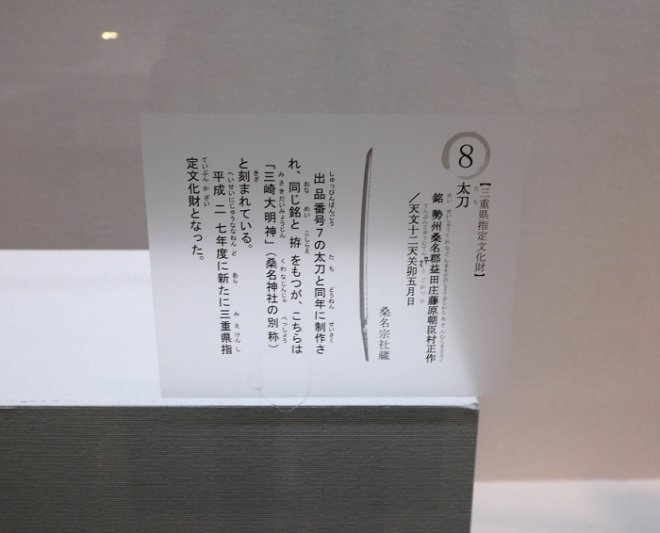 8
【三重県指定文化財】
太刀
銘 勢州桑名郡益田庄藤原朝臣村正作
／天文十二天癸卯五月日
桑名宗社蔵
出品番号7の太刀と同年に制作さ
れ、同じ銘と拵をもつが、こちらは
「三崎大明神」（桑名神社の別称）
と刻まれている。
平成二七年度に新たに三重県指
定文化財となった。